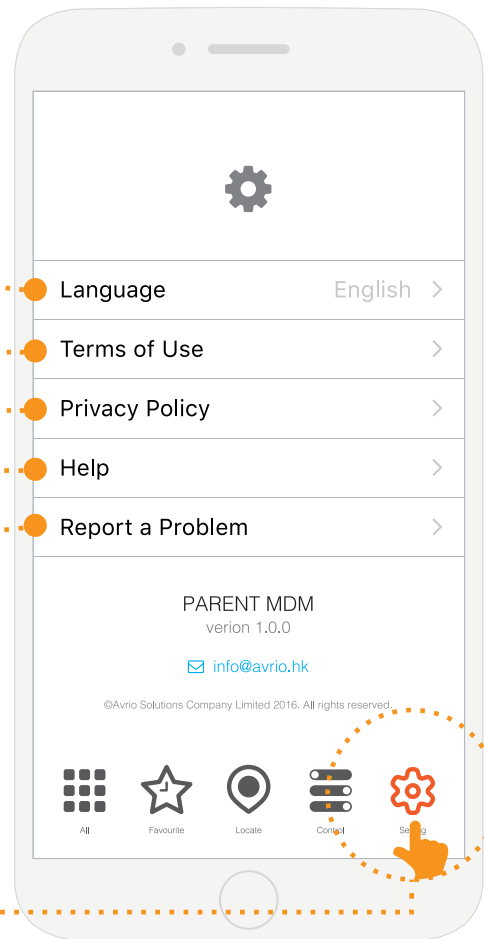 Language English
Terms of Use
Privacy Policy
Help
Report a Problem
PARENT MDM
verion 1.0.0
info@avrio.hk
©Avrio Solutions Company Limited 2016. All rights reserved.
All Favourite Locate Control Setting